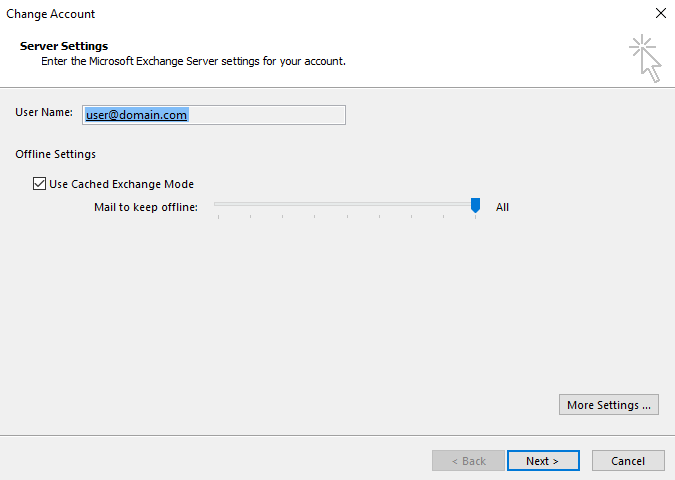 Change Account
Server Settings
Enter the Microsoft Exchange Server settings for your account.
User Name: user@domain.com
Offline Settings
Use Cached Exchange Mode
Mail to keep offline: All
More Settings ...
< Back Next > Cancel